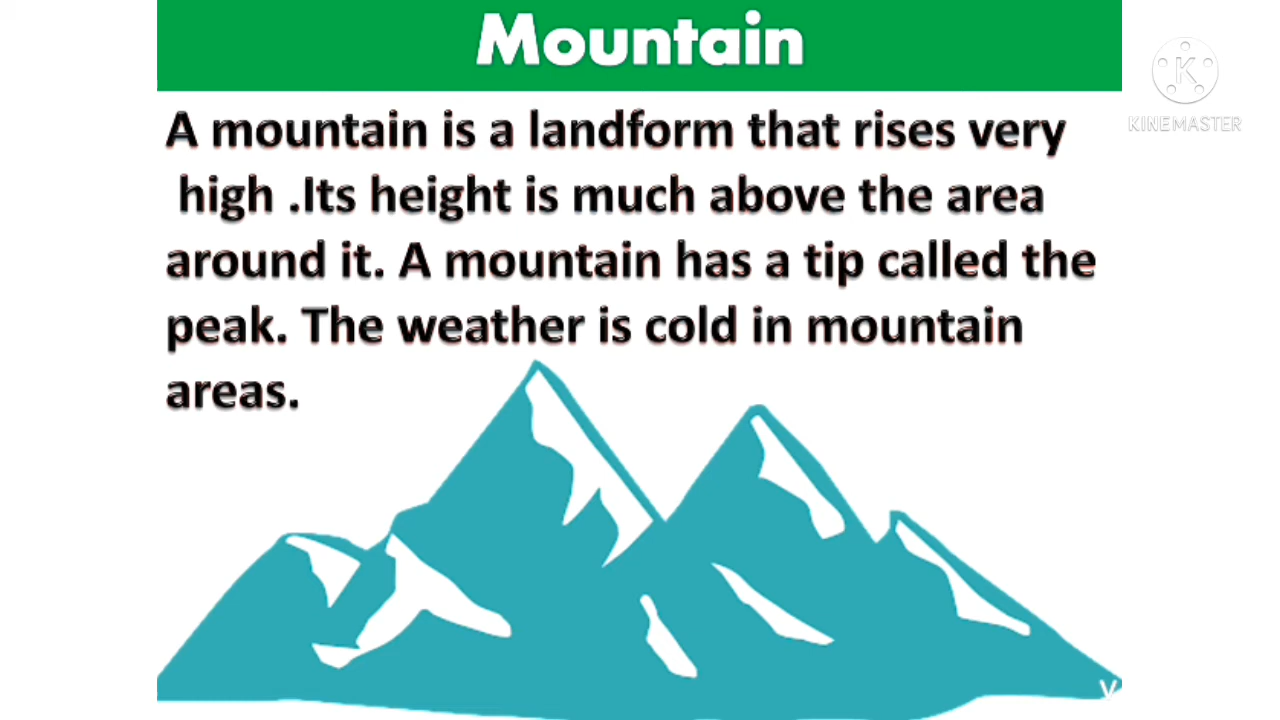 Mountain
A mountain is a landform that rises very
high .Its height is much above the area
around it. A mountain has a tip called the
peak. The weather is cold in mountain
areas.
K
KINEMASTER
V